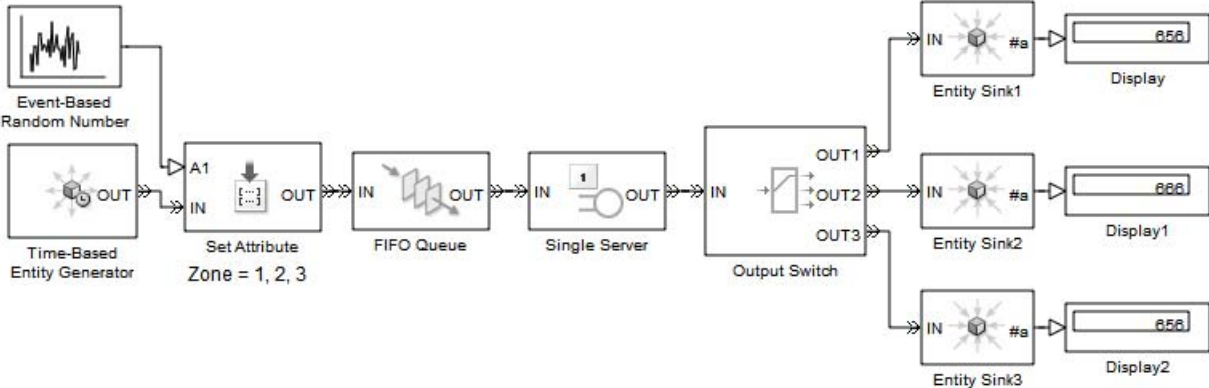 Event-Based
Random Number
OUT
Time-Based
Entity Generator
A1
IN
OUT
Set Attribute
Zone = 1, 2, 3
IN
OUT
FIFO Queue
1
IN
OUT
Single Server
IN
OUT1
OUT2
OUT3
Output Switch
IN
#a
Entity Sink1
656
Display
IN
#a
Entity Sink2
666
Display1
IN
#a
Entity Sink3
656
Display2